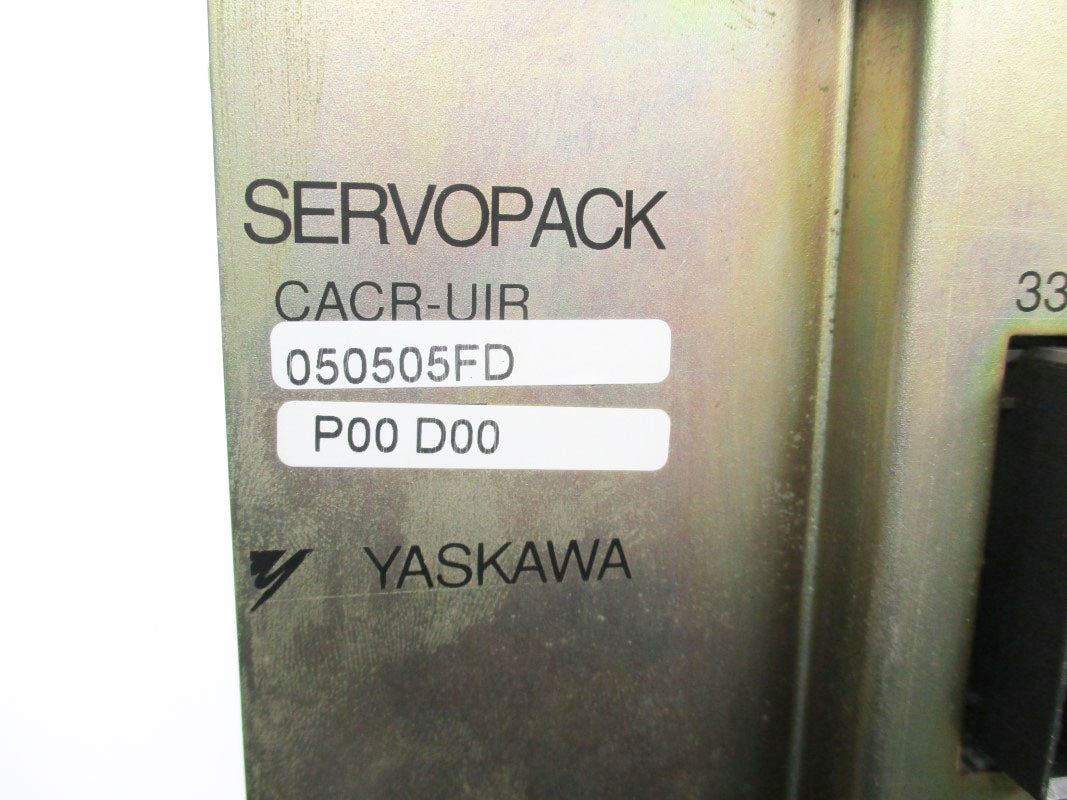 SERVOPACK
CACR-UIR
050505FD
P00 D00
YASKAWA
33